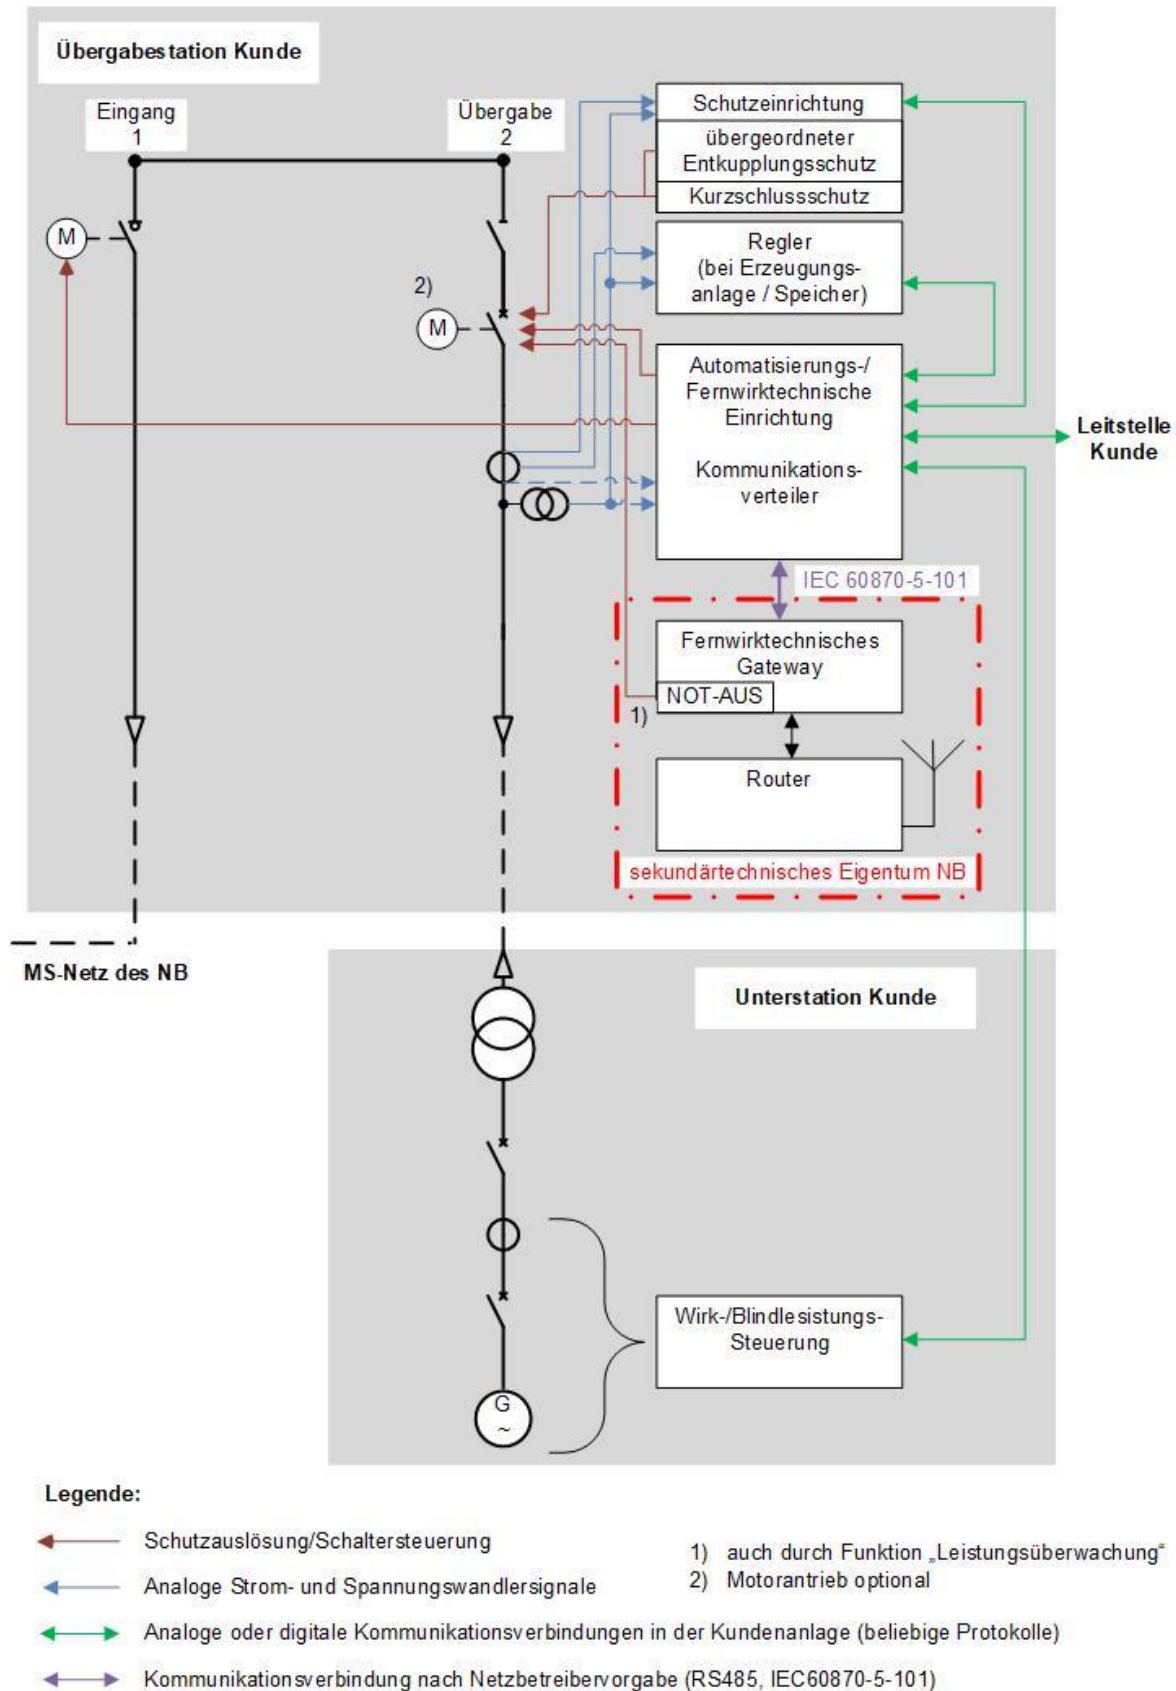 Übergabestation Kunde
Eingang
1
Übergabe
2
Schutzeinrichtung
übergeordneter
Entkupplungsschutz
Kurzschlussschutz
M
Regler
(bei Erzeugungs-
anlage / Speicher)
2)
M
Automatisierungs-/
Fernwirktechnische
Einrichtung
Kommunikations-
verteiler
Leitstelle
Kunde
IEC 60870-5-101
Fernwirktechnisches
Gateway
NOT-AUS
1)
Router
sekundärtechnisches Eigentum NB
MS-Netz des NB
Unterstation Kunde
Wirk-/Blindlesistungs-
Steuerung
G
~
Legende:
Schutzauslösung/Schaltersteuerung
Analoge Strom- und Spannungswandlersignale
1) auch durch Funktion „Leistungsüberwachung“
2) Motorantrieb optional
Analoge oder digitale Kommunikationsverbindungen in der Kundenanlage (beliebige Protokolle)
Kommunikationsverbindung nach Netzbetreibervorgabe (RS485, IEC60870-5-101)